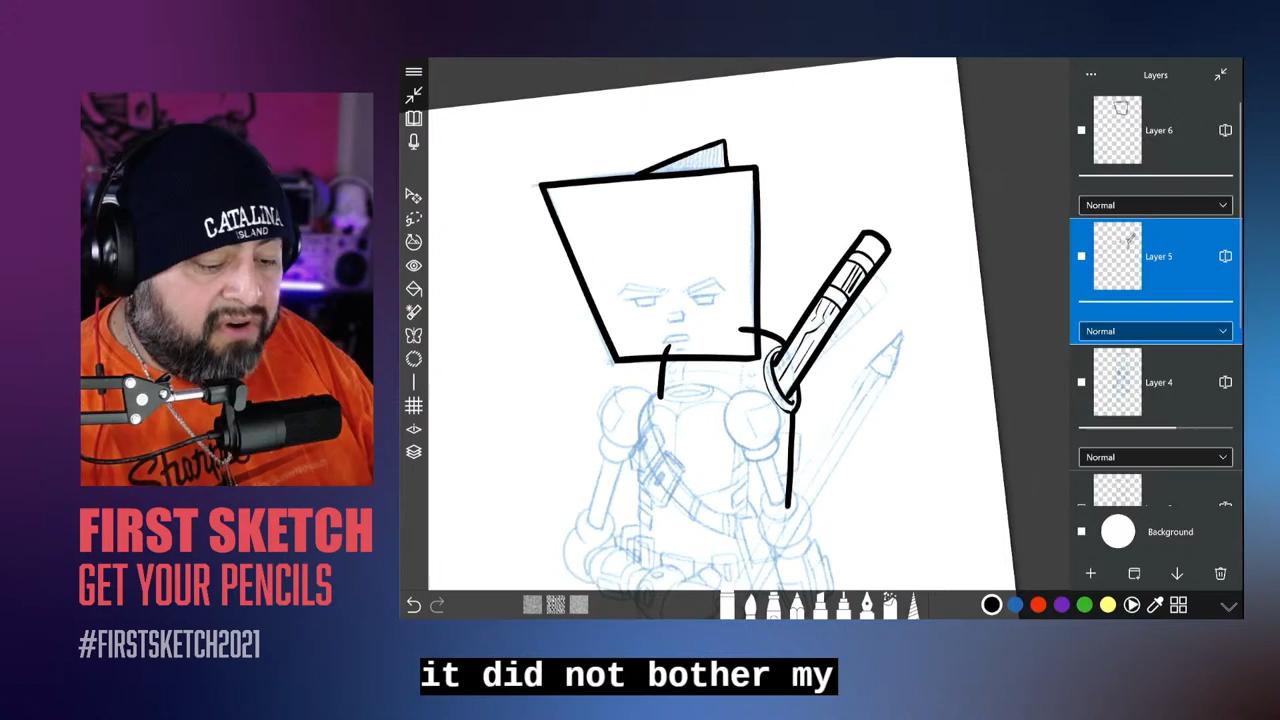 CATALINA
ISLAND
Sharpie
FIRST SKETCH
GET YOUR PENCILS
#FIRSTSKETCH2021
Layers
Layer 6
Normal
Layer 5
Normal
Layer 4
Normal
Background
it did not bother my